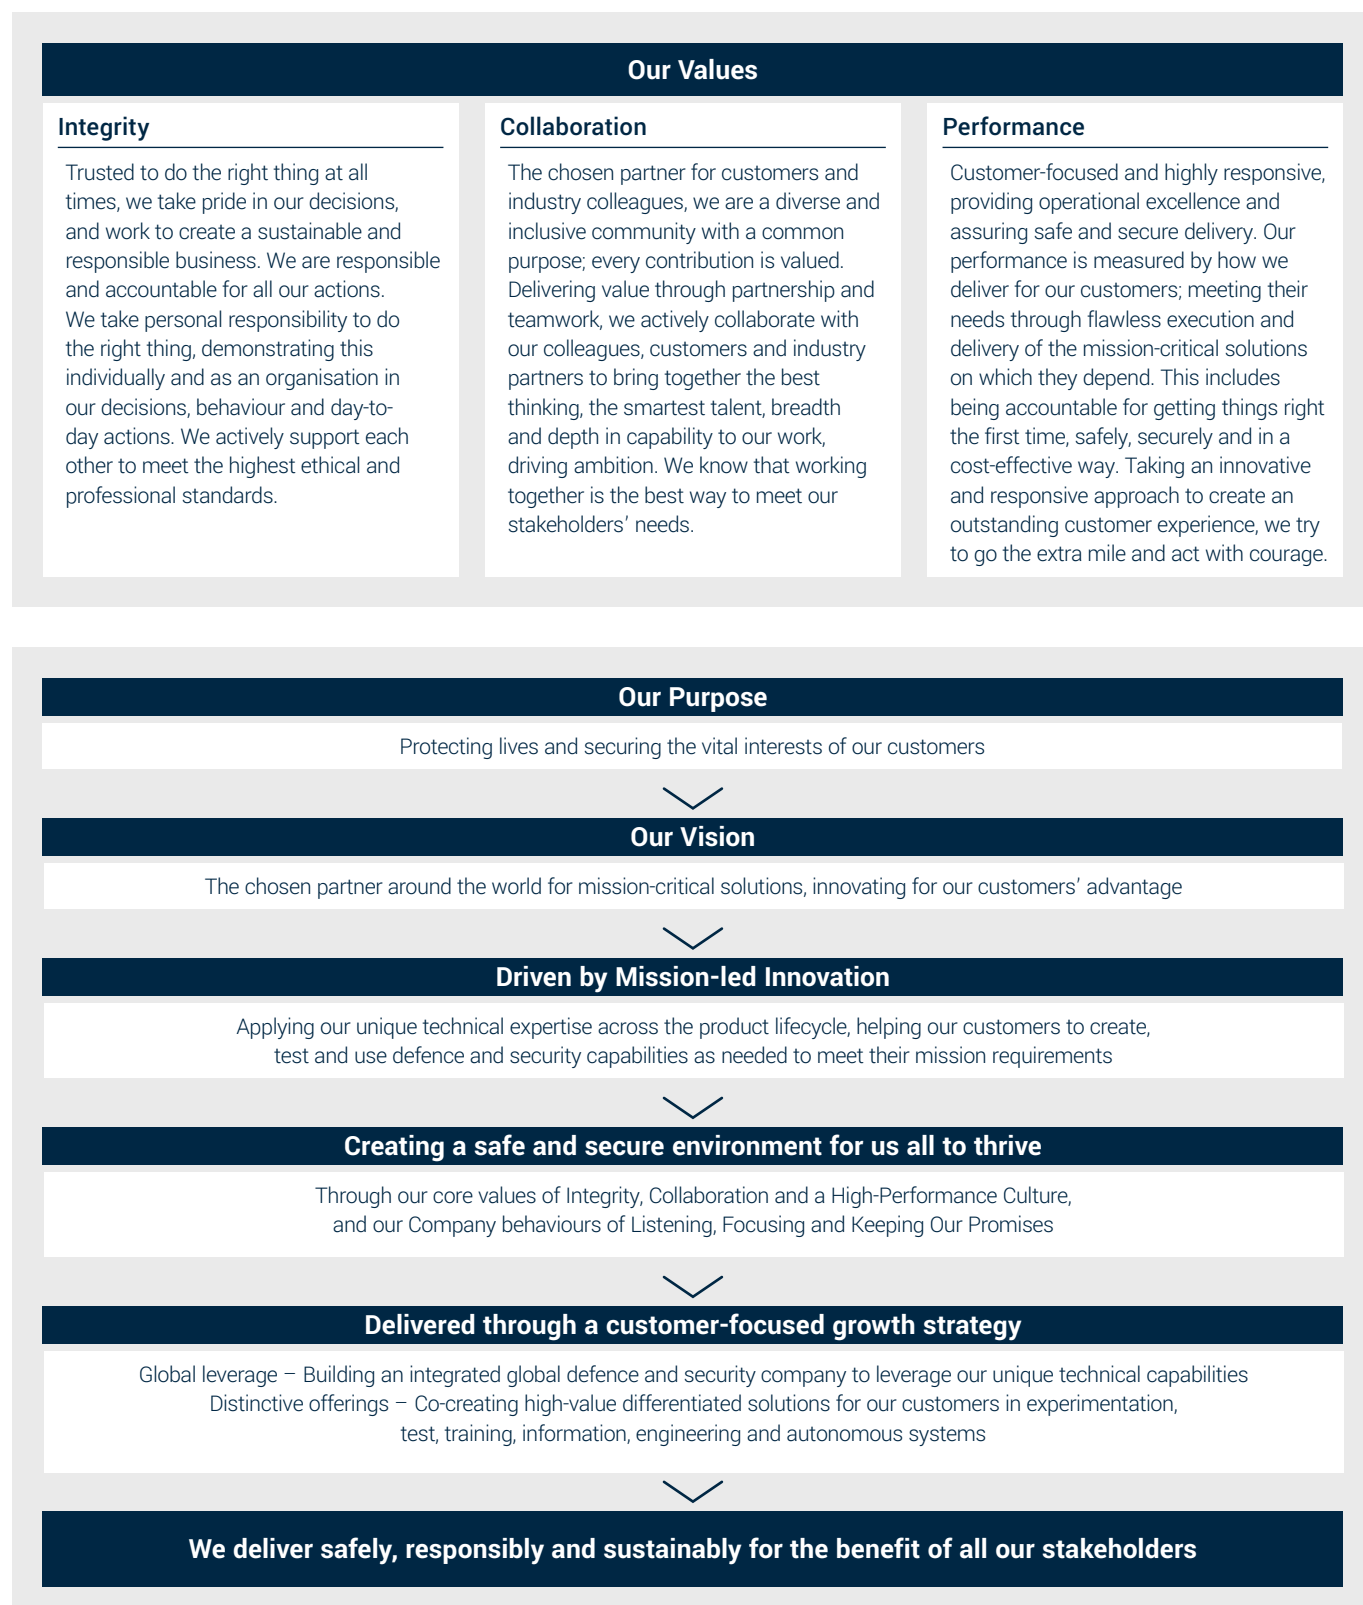 Our Values
Integrity
Trusted to do the right thing at all
times, we take pride in our decisions,
and work to create a sustainable and
responsible business. We are responsible
and accountable for all our actions.
We take personal responsibility to do
the right thing, demonstrating this
individually and as an organisation in
our decisions, behaviour and day-to-
day actions. We actively support each
other to meet the highest ethical and
professional standards.
Collaboration
The chosen partner for customers and
industry colleagues, we are a diverse and
inclusive community with a common
purpose; every contribution is valued.
Delivering value through partnership and
teamwork, we actively collaborate with
our colleagues, customers and industry
partners to bring together the best
thinking, the smartest talent, breadth
and depth in capability to our work,
driving ambition. We know that working
together is the best way to meet our
stakeholders’ needs.
Performance
Customer-focused and highly responsive,
providing operational excellence and
assuring safe and secure delivery. Our
performance is measured by how we
deliver for our customers; meeting their
needs through flawless execution and
delivery of the mission-critical solutions
on which they depend. This includes
being accountable for getting things right
the first time, safely, securely and in a
cost-effective way. Taking an innovative
and responsive approach to create an
outstanding customer experience, we try
to go the extra mile and act with courage.
Our Purpose
Protecting lives and securing the vital interests of our customers
Our Vision
The chosen partner around the world for mission-critical solutions, innovating for our customers’ advantage
Driven by Mission-led Innovation
Applying our unique technical expertise across the product lifecycle, helping our customers to create,
test and use defence and security capabilities as needed to meet their mission requirements
Creating a safe and secure environment for us all to thrive
Through our core values of Integrity, Collaboration and a High-Performance Culture,
and our Company behaviours of Listening, Focusing and Keeping Our Promises
Delivered through a customer-focused growth strategy
Global leverage – Building an integrated global defence and security company to leverage our unique technical capabilities
Distinctive offerings – Co-creating high-value differentiated solutions for our customers in experimentation,
test, training, information, engineering and autonomous systems
We deliver safely, responsibly and sustainably for the benefit of all our stakeholders